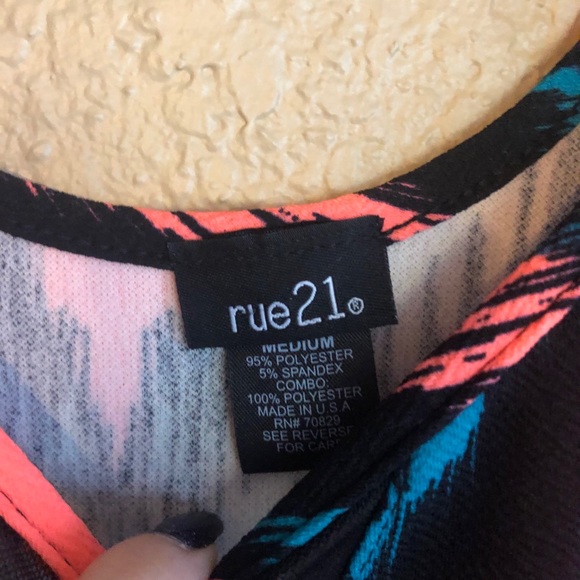 rue21®
MEDIUM
95% POLYESTER
5% SPANDEX
COMBO:
100% POLYESTER
MADE IN U.S.A
RN# 70829
SEE REVERSE
FOR CARE